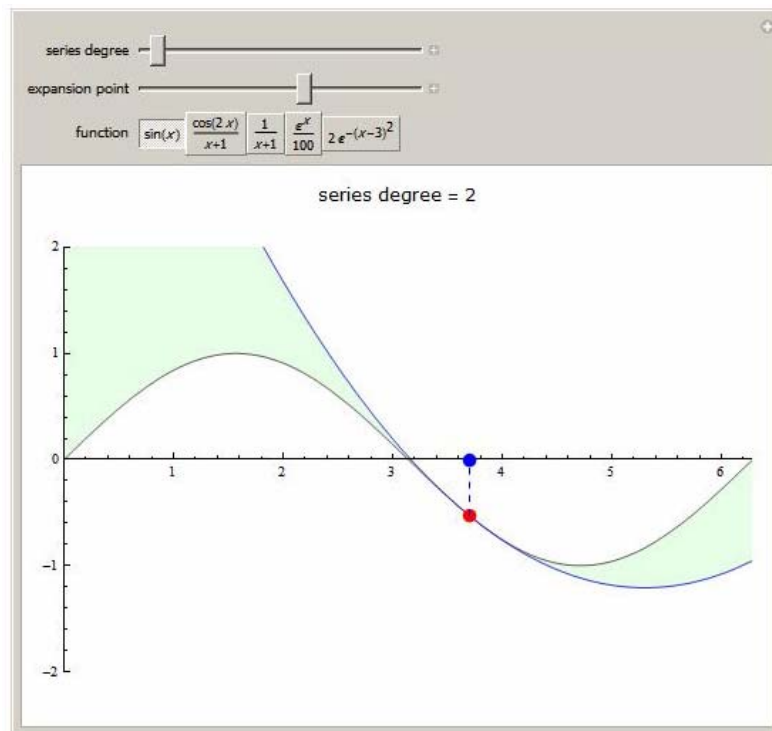 series degree
expansion point
function sin(x) cos(2 x)/x+1 1/x+1 e^x/100 2 e^-(x-3)^2
series degree = 2
2
1
0
1 2 3 4 5 6
-1
-2